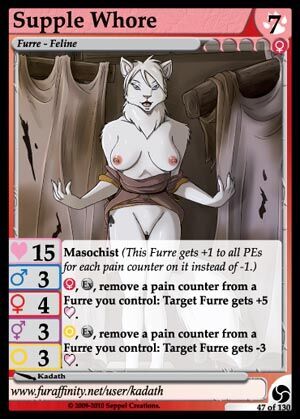 Supple Whore
7
Furre - Feline
15
3
4
3
3
Masochist (This Furre gets +1 to all PEs
for each pain counter on it instead of -1.)
, Ex, remove a pain counter from a
Furre you control: Target Furre gets +5
.
, Ex, remove a pain counter from a
Furre you control: Target Furre gets -3
.
Kadath
www.furaffinity.net/user/kadath
© 2009-2010 Seppel Creations.
47 of 130